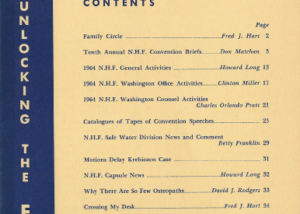 UNLOCKING THE F
CONTENTS
Page
Family Circle Fred J. Hart 2
Tenth Annual N.H.F. Convention Briefs Don Matchan 3
1964 N.H.F. General Activities Howard Long 13
1964 N.H.F. Washington Office Activities Clinton Miller 17
1964 N.H.F. Washington Counsel Activities
Charles Orlando Pratt 21
Catalogues of Tapes of Convention Speeches 25
N.H.F. Safe Water Division News and Comment
Betty Franklin 29
Motions Delay Krebiozen Case 31
N.H.F. Capsule News Howard Long 32
Why There Are So Few Osteopaths David J. Rodgers 33
Crossing My Desk Fred J. Hart 34